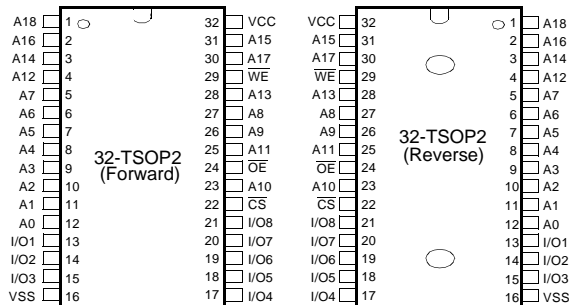 A18 1 32 VCC VCC 32 1 A18
A16 2 31 A15 A15 31 2 A16
A14 3 30 A17 A17 30 3 A14
A12 4 29 WE WE 29 4 A12
A7 5 28 A13 A13 28 5 A7
A6 6 27 A8 A8 27 6 A6
A5 7 26 A9 A9 26 7 A5
A4 8 25 A11 A11 25 8 A4
A3 9 24 OE OE 24 9 A3
A2 10 23 A10 A10 23 10 A2
A1 11 22 CS CS 22 11 A1
A0 12 21 I/O8 I/O8 21 12 A0
I/O1 13 20 I/O7 I/O7 20 13 I/O1
I/O2 14 19 I/O6 I/O6 19 14 I/O2
I/O3 15 18 I/O5 I/O5 18 15 I/O3
VSS 16 17 I/O4 I/O4 17 16 VSS
32-TSOP2
(Forward)
32-TSOP2
(Reverse)